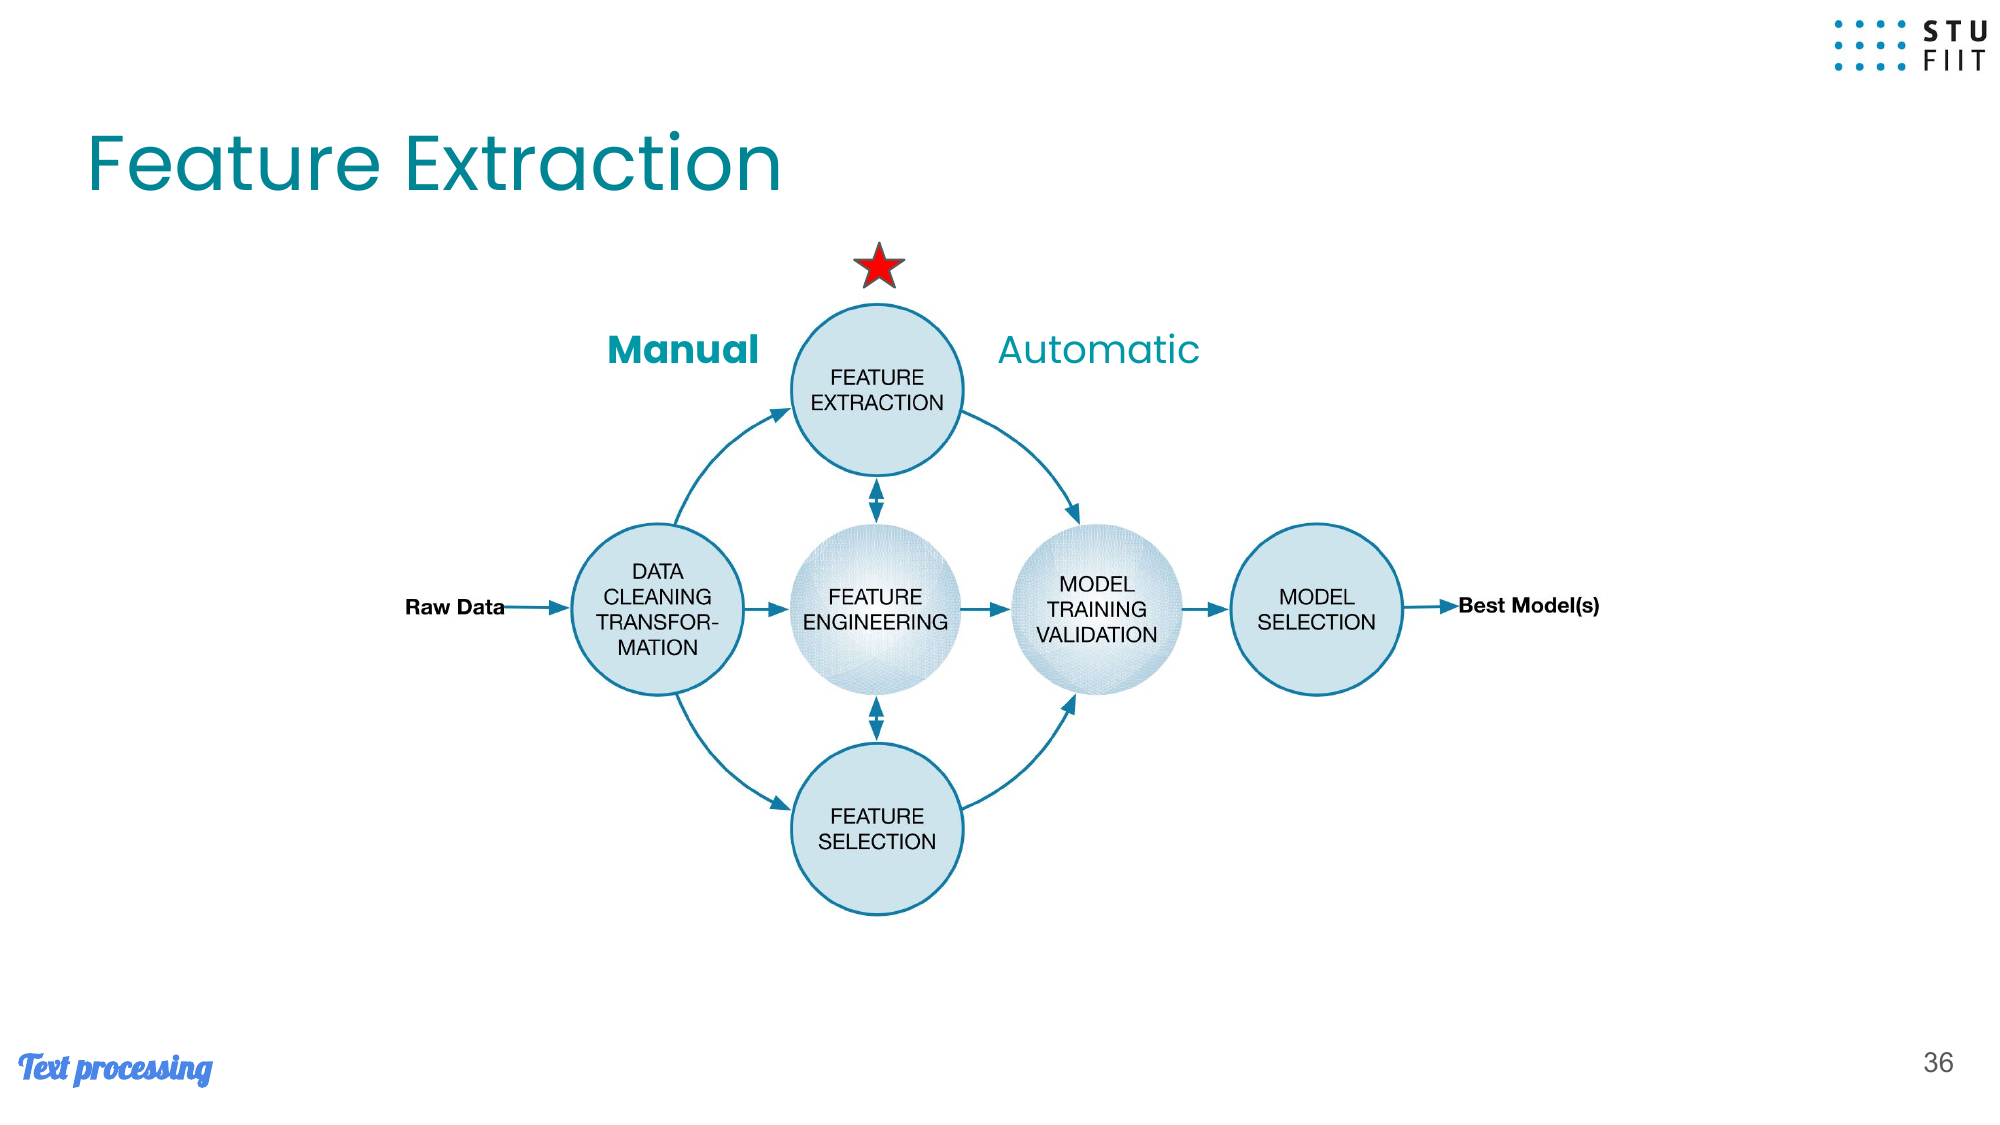 STU
FIIT
Feature Extraction
Manual
Automatic
FEATURE
EXTRACTION
Raw Data
DATA
CLEANING
TRANSFOR-
MATION
FEATURE
ENGINEERING
MODEL
TRAINING
VALIDATION
MODEL
SELECTION
Best Model(s)
FEATURE
SELECTION
Text processing
36